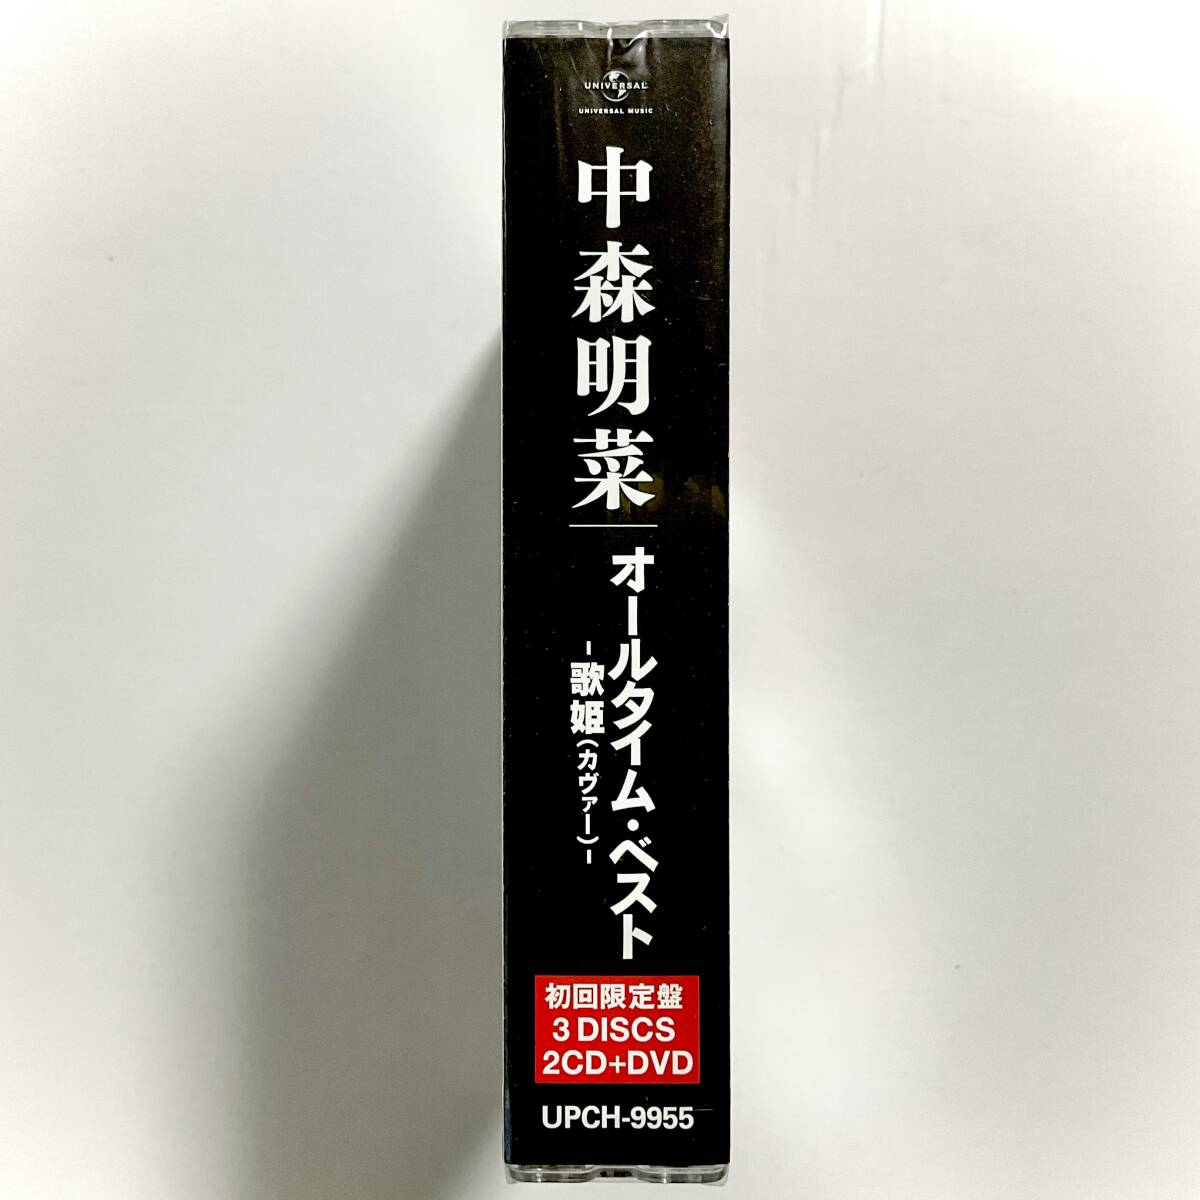 UNIVERSAL
UNIVERSAL MUSIC
中森明菜
オールタイム・ベスト
-歌姫(カヴァー)-
初回限定盤
3 DISCS
2CD+DVD
UPCH-9955